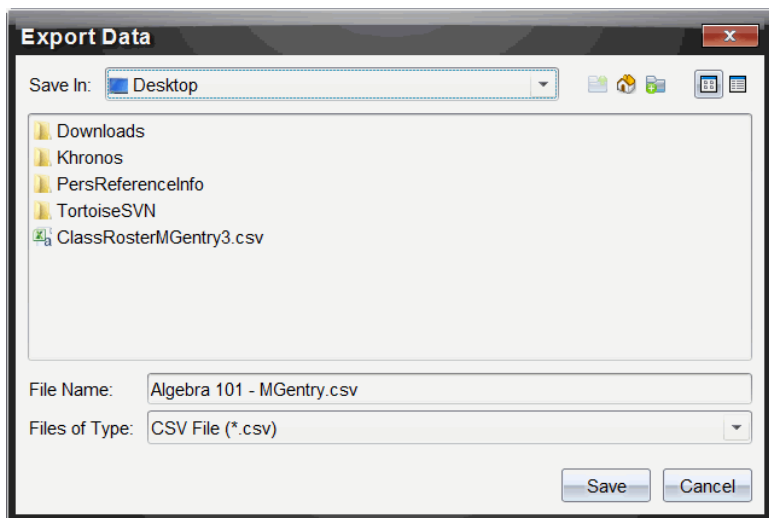 Export Data
Save In: Desktop
Downloads
Khronos
PersReferenceInfo
TortoiseSVN
ClassRosterMGentry3.csv
File Name: Algebra 101 - MGentry.csv
Files of Type: CSV File (*.csv)
Save Cancel